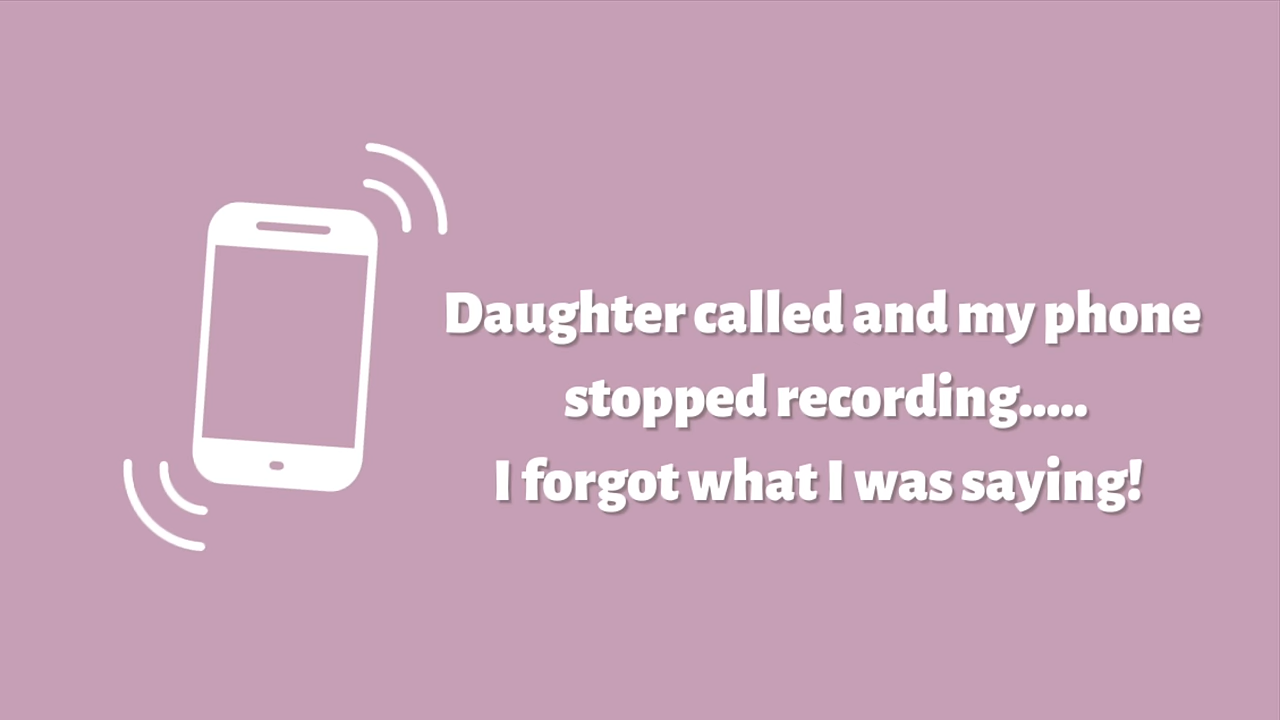 Daughter called and my phone
stopped recording.....
I forgot what I was saying!